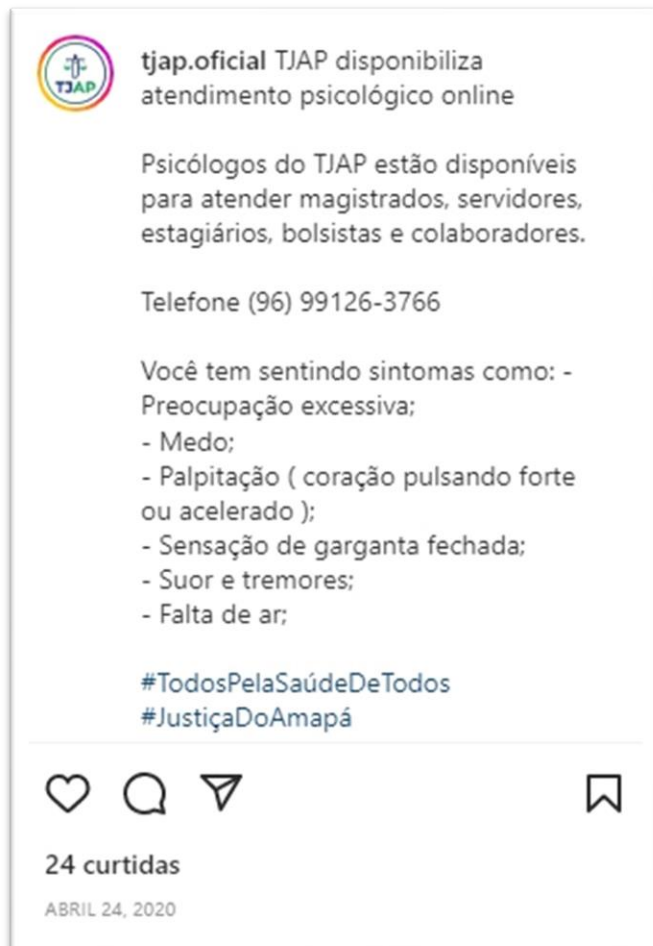 TJAP
tjap.oficial TJAP disponibiliza
atendimento psicológico online
Psicólogos do TJAP estão disponíveis
para atender magistrados, servidores,
estagiários, bolsistas e colaboradores.
Telefone (96) 99126-3766
Você tem sentindo sintomas como: -
Preocupação excessiva;
- Medo;
- Palpitação ( coração pulsando forte
ou acelerado );
- Sensação de garganta fechada;
- Suor e tremores;
- Falta de ar;
#TodosPelaSaúdeDeTodos
#JustiçaDoAmapá
24 curtidas
ABRIL 24, 2020